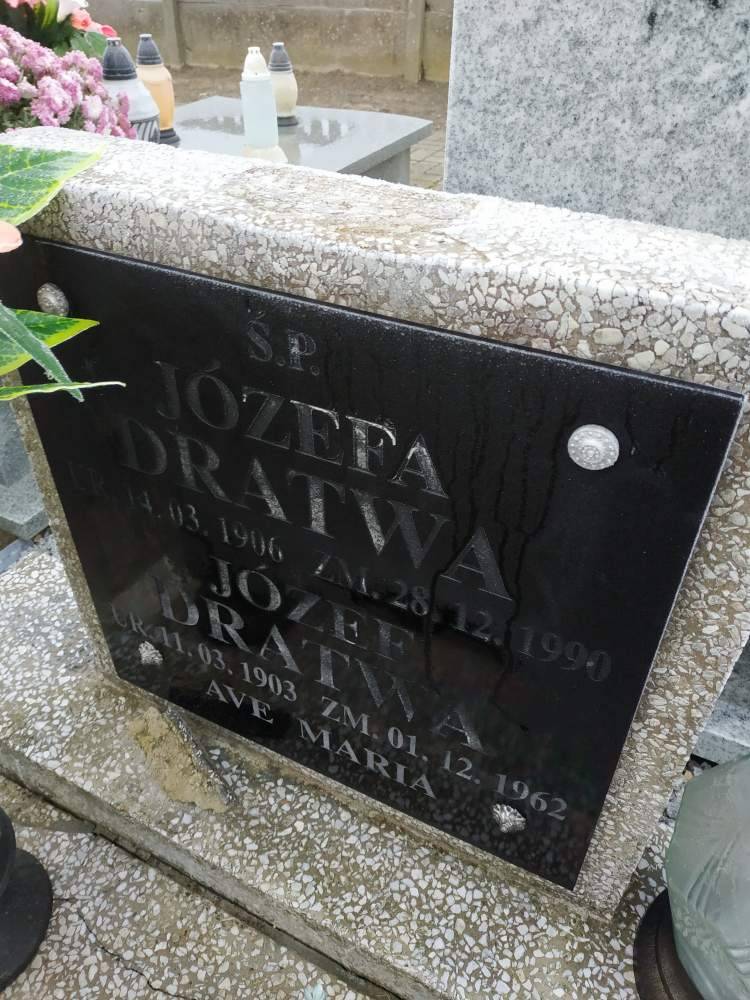 Ś.P.
JÓZEFA
DRATWA
UR. 14. 03. 1906 ZM. 28. 12. 1990
JÓZEF
DRATWA
UR. 11. 03. 1903 ZM. 01. 12. 1962
AVE MARIA